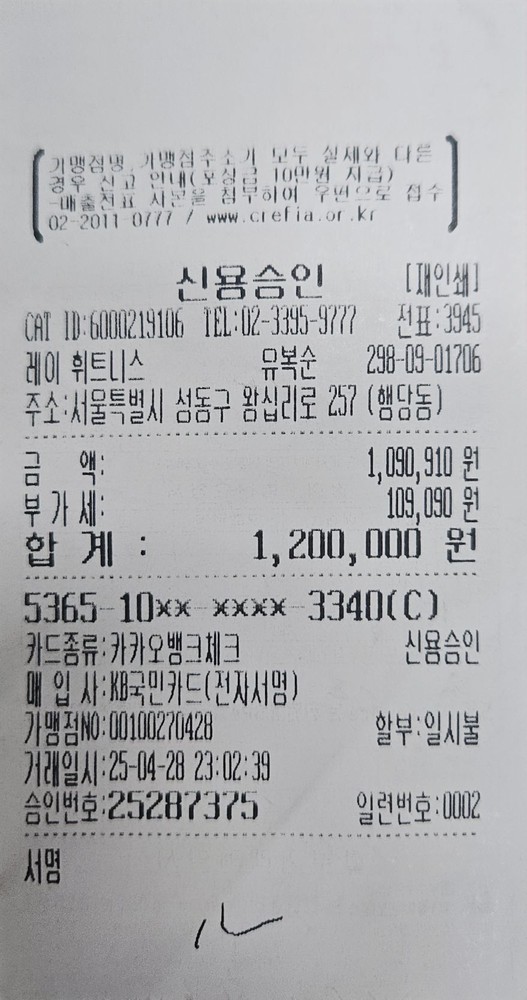 가맹점명, 가맹점주소가 모두 실제와 다른
경우 신고 안내(포상금 10만원 지급)
-매출전표 사본을 첨부하여 우편으로 접수
02-2011-0777 / www.crefia.or.kr
신용승인 [재인쇄]
CAT ID:6000219106 TEL:02-3395-9777 전표:3945
레이 휘트니스 유복순 298-09-01706
주소:서울특별시 성동구 왕십리로 257 (행당동)
금 액: 1,090,910 원
부 가 세: 109,090 원
합 계 : 1,200,000 원
5365-10××-××××-3340(C)
카드종류:카카오뱅크체크 신용승인
매 입 사:KB국민카드(전자서명)
가맹점NO:00100270428 할부:일시불
거래일시:25-04-28 23:02:39
승인번호:25287375 일련번호:0002
서명